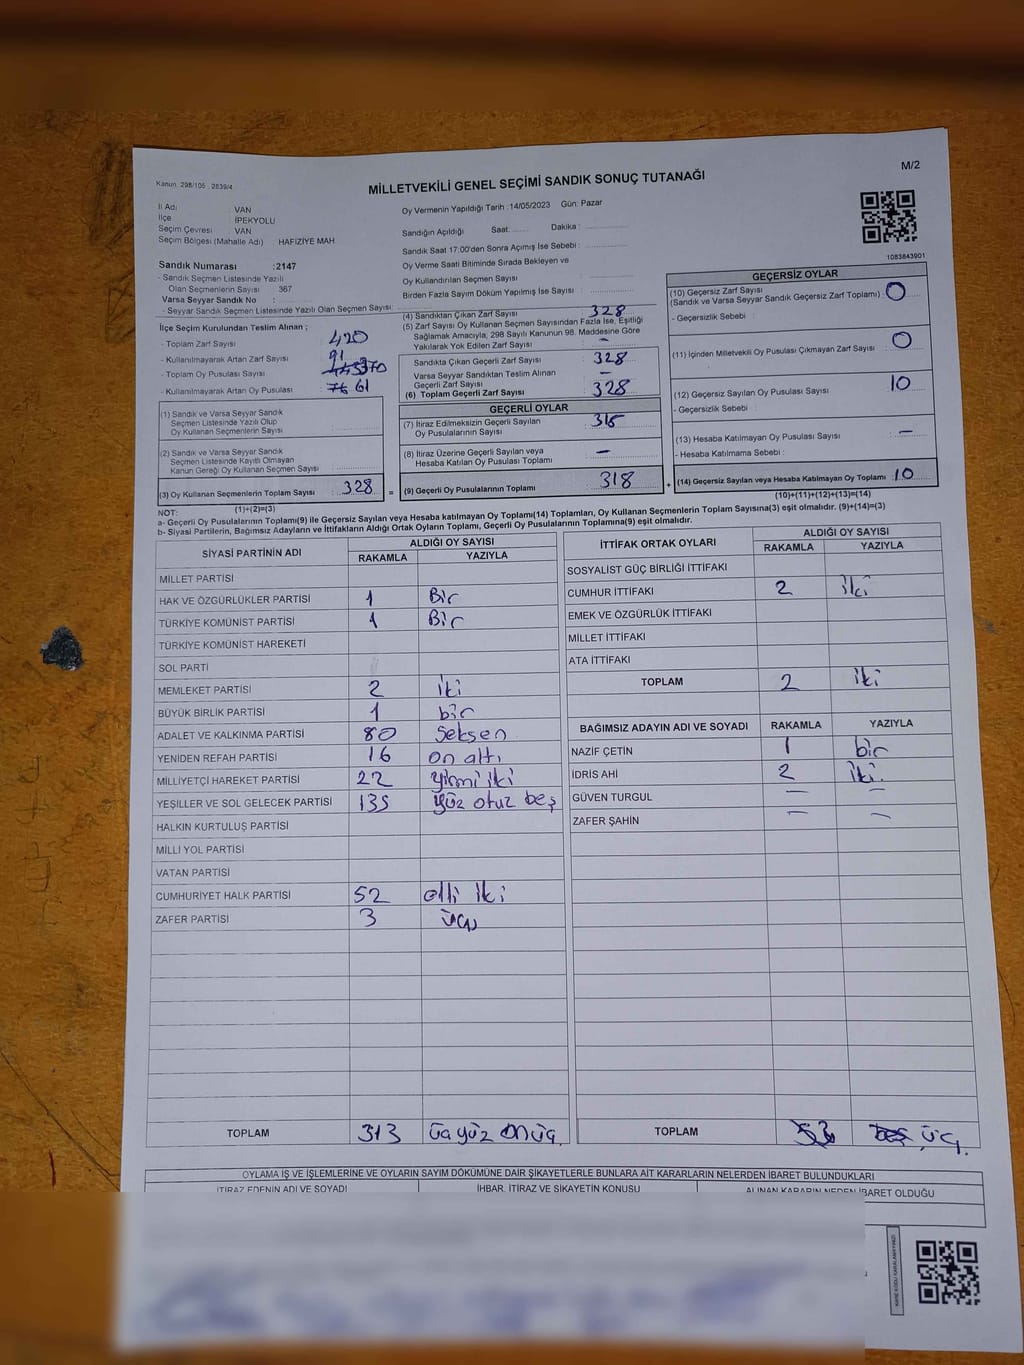 M/2
Kanun: 298/105 , 2839/4
MİLLETVEKİLİ GENEL SEÇİMİ SANDIK SONUÇ TUTANAĞI
İl Adı : VAN
İlçe : İPEKYOLU
Seçim Çevresi : VAN
Seçim Bölgesi (Mahalle Adı) HAFIZİYE MAH.
Sandık Numarası :2147
- Sandık Seçmen Listesinde Yazılı
Olan Seçmenlerin Sayısı 367
Varsa Seyyar Sandık No :
- Seyyar Sandık Seçmen Listesinde Yazılı Olan Seçmen Sayısı:
Oy Vermenin Yapıldığı Tarih :14/05/2023 Gün: Pazar
Sandığın Açıldığı Saat: Dakika :
Sandık Saat 17:00'den Sonra Açımış İse Sebebi :
Oy Verme Saati Bitiminde Sırada Bekleyen ve
Oy Kullandırılan Seçmen Sayısı :
Birden Fazla Sayım Döküm Yapılmış İse Sayısı :
1083843901
İlçe Seçim Kurulundan Teslim Alınan ;
- Toplam Zarf Sayısı : 420
- Kullanılmayarak Artan Zarf Sayısı : 91
- Toplam Oy Pusulası Sayısı : 370
- Kullanılmayarak Artan Oy Pusulası : 76 61
(1) Sandık ve Varsa Seyyar Sandık
Seçmen Listesinde Yazılı Olup
Oy Kullanan Seçmenlerin Sayısı :
(2) Sandık ve Varsa Seyyar Sandık
Seçmen Listesinde Kayıtlı Olmayan
Kanun Gereği Oy Kullanan Seçmen Sayısı :
(3) Oy Kullanan Seçmenlerin Toplam Sayısı : 328
(1)+(2)=(3)
(4) Sandıktan Çıkan Zarf Sayısı : 328
(5) Zarf Sayısı Oy Kullanan Seçmen Sayısından Fazla İse, Eşitliği
Sağlamak Amacıyla, 298 Sayılı Kanunun 98. Maddesine Göre
Yakılarak Yok Edilen Zarf Sayısı : –
Sandıkta Çıkan Geçerli Zarf Sayısı : 328
Varsa Seyyar Sandıktan Teslim Alınan
Geçerli Zarf Sayısı : –
(6) Toplam Geçerli Zarf Sayısı : 328
GEÇERLİ OYLAR
(7) İtiraz Edilmeksizin Geçerli Sayılan
Oy Pusulalarının Sayısı :
(8) İtiraz Üzerine Geçerli Sayılan veya
Hesaba Katılan Oy Pusulası Toplamı : –
= (9) Geçerli Oy Pusulalarının Toplamı : 318
GEÇERSİZ OYLAR
(10) Geçersiz Zarf Sayısı
(Sandık ve Varsa Seyyar Sandık Geçersiz Zarf Toplamı) : 0
- Geçersizlik Sebebi :
(11) İçinden Milletvekili Oy Pusulası Çıkmayan Zarf Sayısı : 0
(12) Geçersiz Sayılan Oy Pusulası Sayısı : 10
- Geçersizlik Sebebi :
(13) Hesaba Katılmayan Oy Pusulası Sayısı : –
- Hesaba Katılmama Sebebi :
+ (14) Geçersiz Sayılan veya Hesaba Katılmayan Oy Toplamı : 10
(10)+(11)+(12)+(13)=(14)
NOT:
a- Geçerli Oy Pusulalarının Toplamı(9) ile Geçersiz Sayılan veya Hesaba Katılmayan Oy Toplamı(14) Toplamları, Oy Kullanan Seçmenlerin Toplam Sayısına(3) eşit olmalıdır. (9)+(14)=(3)
b- Siyasi Partilerin, Bağımsız Adayların ve İttifakların Aldığı Ortak Oyların Toplamı, Geçerli Oy Pusulalarının Toplamına(9) eşit olmalıdır.
SİYASİ PARTİNİN ADI ALDIĞI OY SAYISI
RAKAMLA YAZIYLA
MİLLET PARTİSİ
HAK VE ÖZGÜRLÜKLER PARTİSİ 1 Bir
TÜRKİYE KOMÜNİST PARTİSİ 1 Bir
TÜRKİYE KOMÜNİST HAREKETİ
SOL PARTİ
MEMLEKET PARTİSİ 2 iki
BÜYÜK BİRLİK PARTİSİ 1 bir
ADALET VE KALKINMA PARTİSİ 80 seksen
YENİDEN REFAH PARTİSİ 16 on altı
MİLLİYETÇİ HAREKET PARTİSİ 22 yirmi iki
YEŞİLLER VE SOL GELECEK PARTİSİ 135 yüz otuz beş
HALKIN KURTULUŞ PARTİSİ
MİLLİ YOL PARTİSİ
VATAN PARTİSİ
CUMHURİYET HALK PARTİSİ 52 elli iki
ZAFER PARTİSİ 3 üç
TOPLAM 313 üç yüz onüç.
İTTİFAK ORTAK OYLARI ALDIĞI OY SAYISI
RAKAMLA YAZIYLA
SOSYALİST GÜÇ BİRLİĞİ İTTİFAKI
CUMHUR İTTİFAKI 2 iki
EMEK VE ÖZGÜRLÜK İTTİFAKI
MİLLET İTTİFAKI
ATA İTTİFAKI
TOPLAM 2 iki
BAĞIMSIZ ADAYIN ADI VE SOYADI RAKAMLA YAZIYLA
NAZİF ÇETİN 1 bir
İDRİS AHİ 2 iki.
GÜVEN TURGUL – –
ZAFER ŞAHİN – –
TOPLAM 3 beş üç.
OYLAMA İŞ VE İŞLEMLERİNE VE OYLARIN SAYIM DÖKÜMÜNE DAİR ŞİKAYETLERLE BUNLARA AİT KARARLARIN NELERDEN İBARET BULUNDUKLARI
İTİRAZ EDENİN ADI VE SOYADI İHBAR, İTİRAZ VE ŞİKAYETİN KONUSU ALINAN KARARIN NEDEN İBARET OLDUĞU